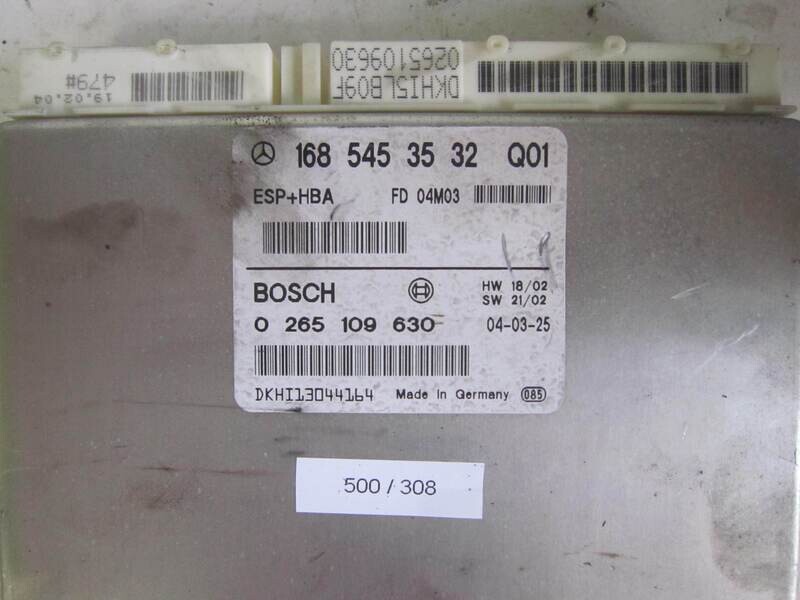 479#
19.02.04
DKHI5LB09F
0265109630
168 545 35 32 Q01
ESP+HBA FD 04M03
BOSCH HW 18/02
SW 21/02
0 265 109 630 04-03-25
DKHI13044164 Made In Germany 085
500 / 308